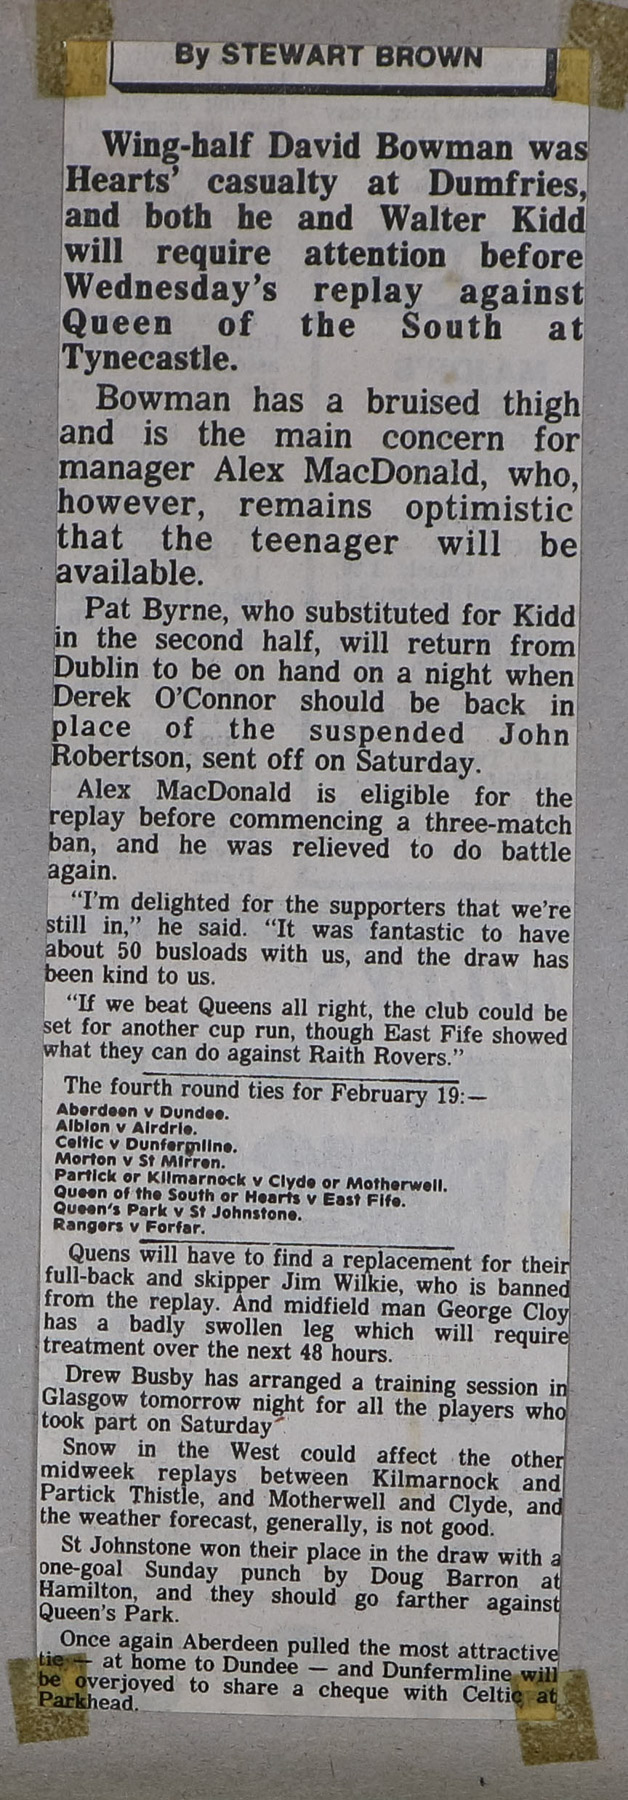 By STEWART BROWN
Wing-half David Bowman was
Hearts' casualty at Dumfries,
and both he and Walter Kidd
will require attention before
Wednesday's replay against
Queen of the South at
Tynecastle.
Bowman has a bruised thigh
and is the main concern for
manager Alex MacDonald, who,
however, remains optimistic
that the teenager will be
available.
Pat Byrne, who substituted for Kidd
in the second half, will return from
Dublin to be on hand on a night when
Derek O'Connor should be back in
place of the suspended John
Robertson, sent off on Saturday.
Alex MacDonald is eligible for the
replay before commencing a three-match
ban, and he was relieved to do battle
again.
"I'm delighted for the supporters that we're
still in," he said. "It was fantastic to have
about 50 busloads with us, and the draw has
been kind to us.
"If we beat Queens all right, the club could be
set for another cup run, though East Fife showed
what they can do against Raith Rovers."
The fourth round ties for February 19:—
Aberdeen v Dundee.
Albion v Airdrie.
Celtic v Dunfermline.
Morton v St Mirren.
Partick or Kilmarnock v Clyde or Motherwell.
Queen of the South or Hearts v East Fife.
Queen's Park v St Johnstone.
Rangers v Forfar.
Quens will have to find a replacement for their
full-back and skipper Jim Wilkie, who is banned
from the replay. And midfield man George Cloy
has a badly swollen leg which will require
treatment over the next 48 hours.
Drew Busby has arranged a training session in
Glasgow tomorrow night for all the players who
took part on Saturday
Snow in the West could affect the other
midweek replays between Kilmarnock and
Partick Thistle, and Motherwell and Clyde, and
the weather forecast, generally, is not good.
St Johnstone won their place in the draw with a
one-goal Sunday punch by Doug Barron at
Hamilton, and they should go farther against
Queen's Park.
Once again Aberdeen pulled the most attractive
tie — at home to Dundee — and Dunfermline will
be overjoyed to share a cheque with Celtic at
Parkhead.